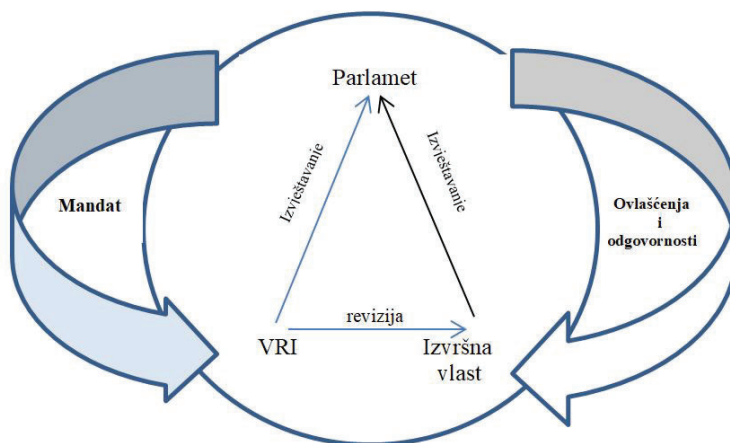 Parlamet
Izvještavanje
Izvještavanje
Mandat
Ovlašćenja
i
odgovornosti
revizija
VRI
Izvršna
vlast